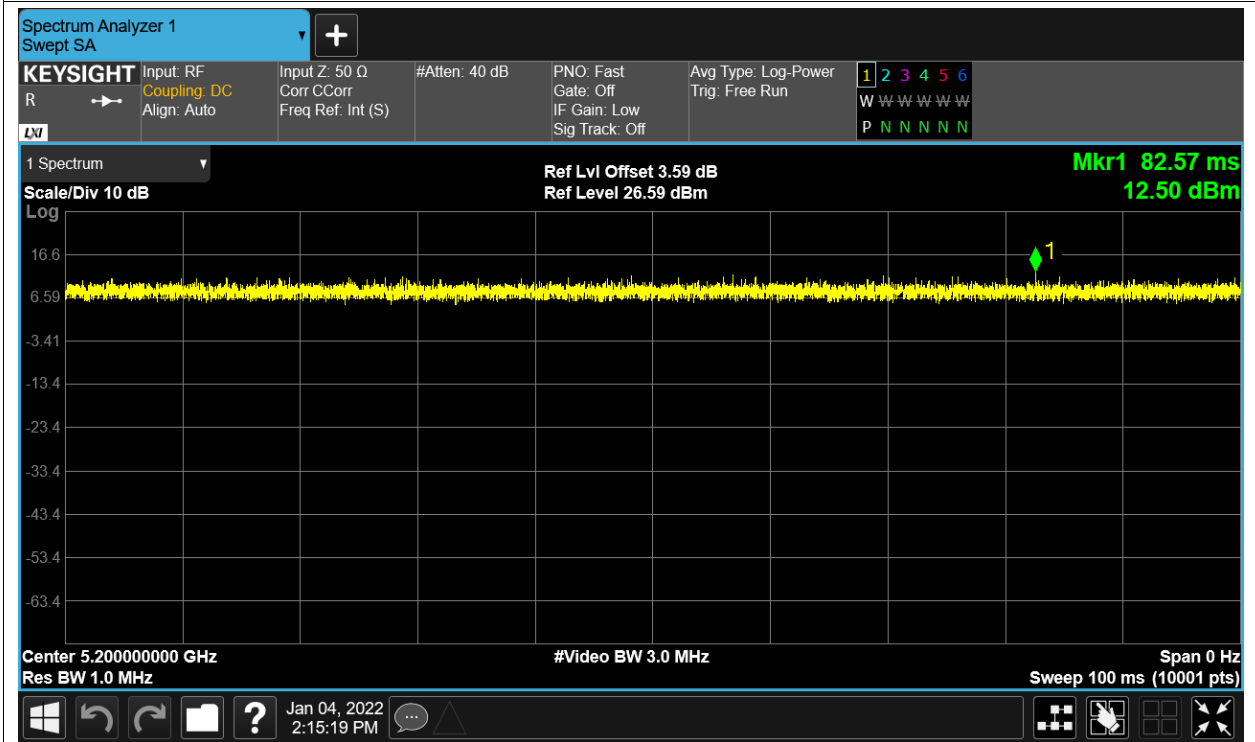 Spectrum Analyzer 1
Swept SA
KEYSIGHT
R
LXI
Input: RF
Coupling: DC
Align: Auto
Input Z: 50 Ω
Corr CCorr
Freq Ref: Int (S)
#Atten: 40 dB
PNO: Fast
Gate: Off
IF Gain: Low
Sig Track: Off
Avg Type: Log-Power
Trig: Free Run
1 2 3 4 5 6
W W W W W W
P N N N N N
1 Spectrum
Scale/Div 10 dB
Ref Lvl Offset 3.59 dB
Ref Level 26.59 dBm
Mkr1 82.57 ms
12.50 dBm
Log
16.6
6.59
-3.41
-13.4
-23.4
-33.4
-43.4
-53.4
-63.4
1
Center 5.200000000 GHz
Res BW 1.0 MHz
#Video BW 3.0 MHz
Span 0 Hz
Sweep 100 ms (10001 pts)
?
Jan 04, 2022
2:15:19 PM